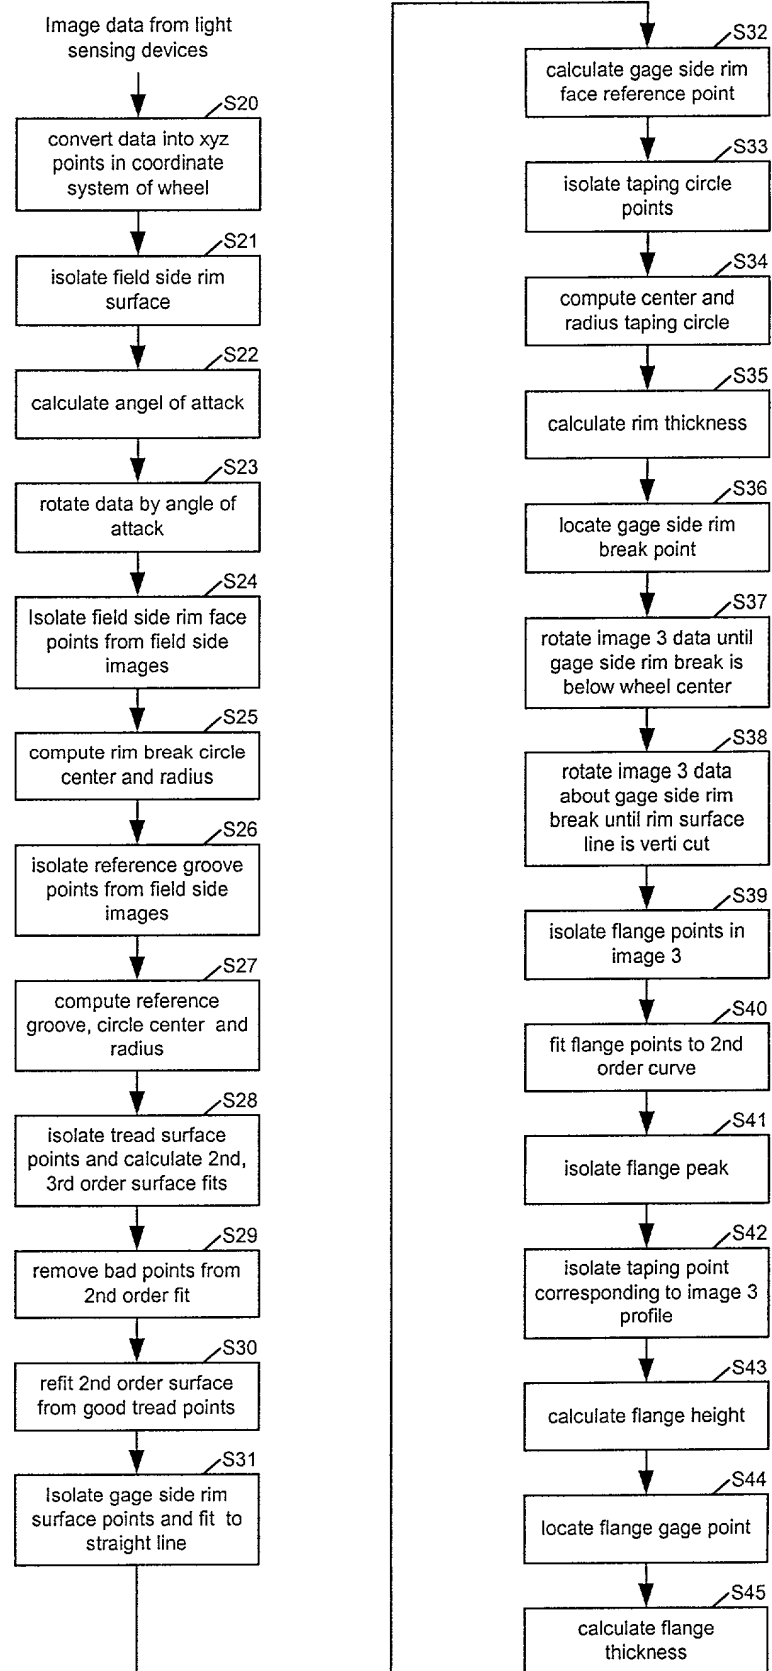 Image data from light
sensing devices
S20
convert data into xyz
points in coordinate
system of wheel
S21
isolate field side rim
surface
S22
calculate angel of attack
S23
rotate data by angle of
attack
S24
Isolate field side rim face
points from field side
images
S25
compute rim break circle
center and radius
S26
isolate reference groove
points from field side
images
S27
compute reference
groove, circle center and
radius
S28
isolate tread surface
points and calculate 2nd,
3rd order surface fits
S29
remove bad points from
2nd order fit
S30
refit 2nd order surface
from good tread points
S31
Isolate gage side rim
surface points and fit to
straight line
S32
calculate gage side rim
face reference point
S33
isolate taping circle
points
S34
compute center and
radius taping circle
S35
calculate rim thickness
S36
locate gage side rim
break point
S37
rotate image 3 data until
gage side rim break is
below wheel center
S38
rotate image 3 data
about gage side rim
break until rim surface
line is verti cut
S39
isolate flange points in
image 3
S40
fit flange points to 2nd
order curve
S41
isolate flange peak
S42
isolate taping point
corresponding to image 3
profile
S43
calculate flange height
S44
locate flange gage point
S45
calculate flange
thickness